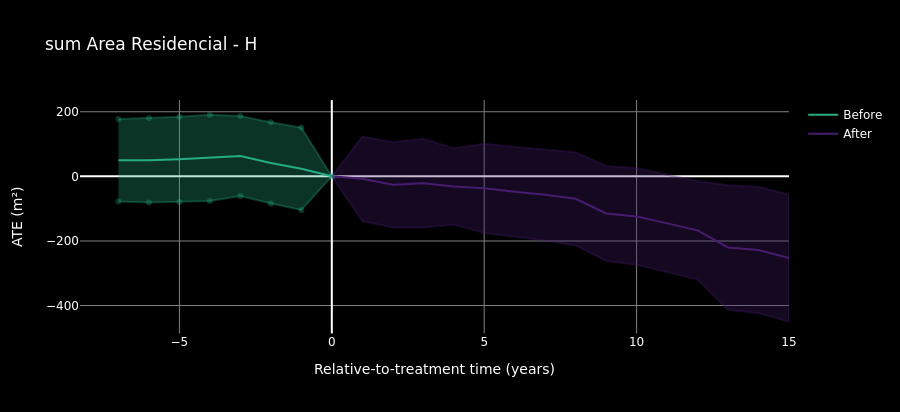 sum Area Residencial - H
200
0
−200
−400
ATE (m²)
−5
0
5
10
15
Relative-to-treatment time (years)
Before
After